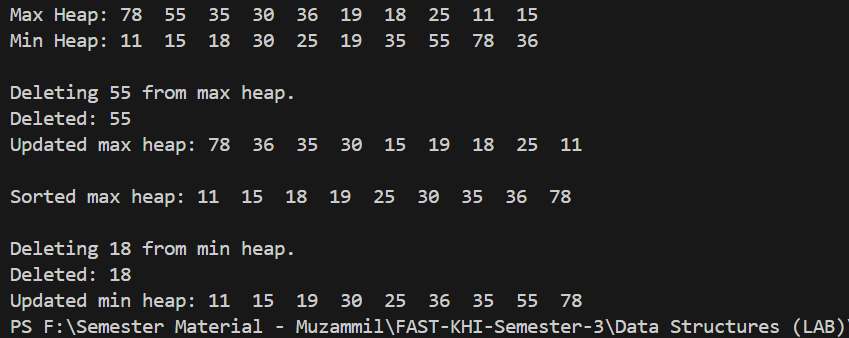 Max Heap: 78  55  35  30  36  19  18  25  11  15
Min Heap: 11  15  18  30  25  19  35  55  78  36
Deleting 55 from max heap.
Deleted: 55
Updated max heap: 78  36  35  30  15  19  18  25  11
Sorted max heap: 11  15  18  19  25  30  35  36  78
Deleting 18 from min heap.
Deleted: 18
Updated min heap: 11  15  19  30  25  36  35  55  78
PS F:\Semester Material - Muzammil\FAST-KHI-Semester-3\Data Structures (LAB)\